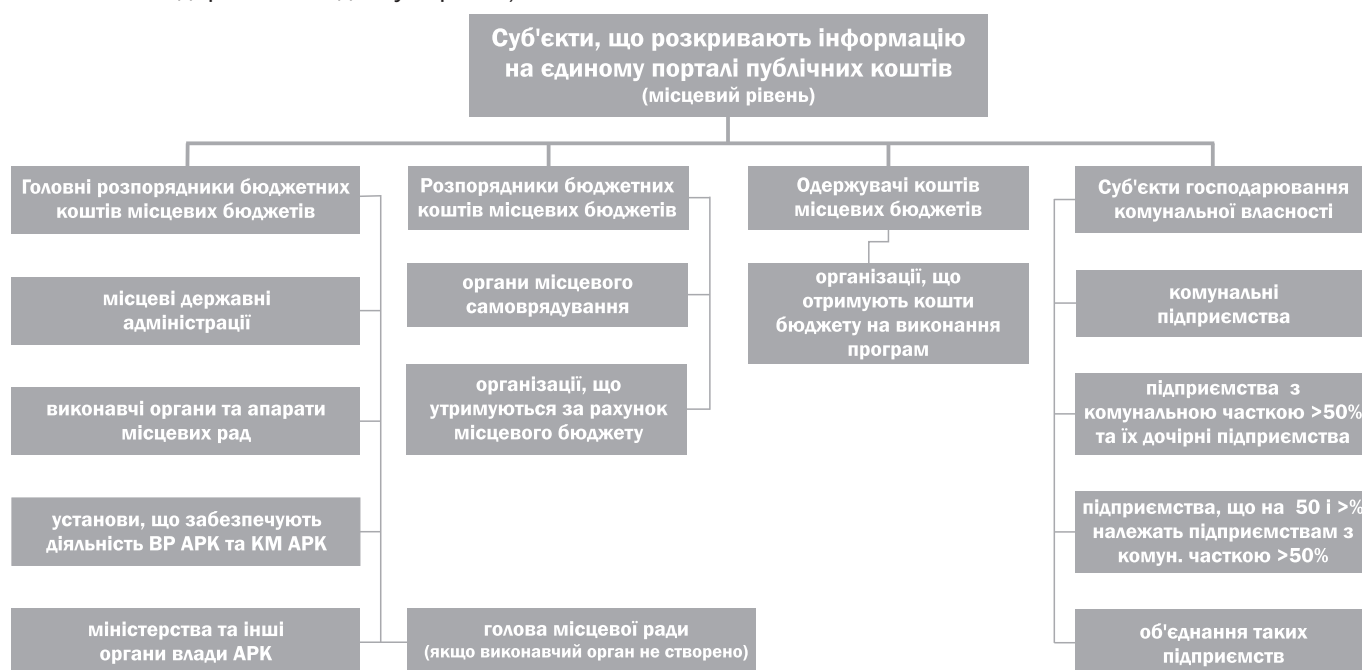 Суб'єкти, що розкривають інформацію
на єдиному порталі публічних коштів
(місцевий рівень)
Головні розпорядники бюджетних
коштів місцевих бюджетів
місцеві державні
адміністрації
виконавчі органи та апарати
місцевих рад
установи, що забезпечують
діяльність ВР АРК та КМ АРК
міністерства та інші
органи влади АРК
голова місцевої ради
(якщо виконавчий орган не створено)
Розпорядники бюджетних
коштів місцевих бюджетів
органи місцевого
самоврядування
організації, що
утримуються за рахунок
місцевого бюджету
Одержувачі коштів
місцевих бюджетів
організації, що
отримують кошти
бюджету на виконання
програм
Суб'єкти господарювання
комунальної власності
комунальні
підприємства
підприємства з
комунальною часткою >50%
та їх дочірні підприємства
підприємства, що на 50 і >%
належать підприємствам з
комун. часткою >50%
об'єднання таких
підприємств